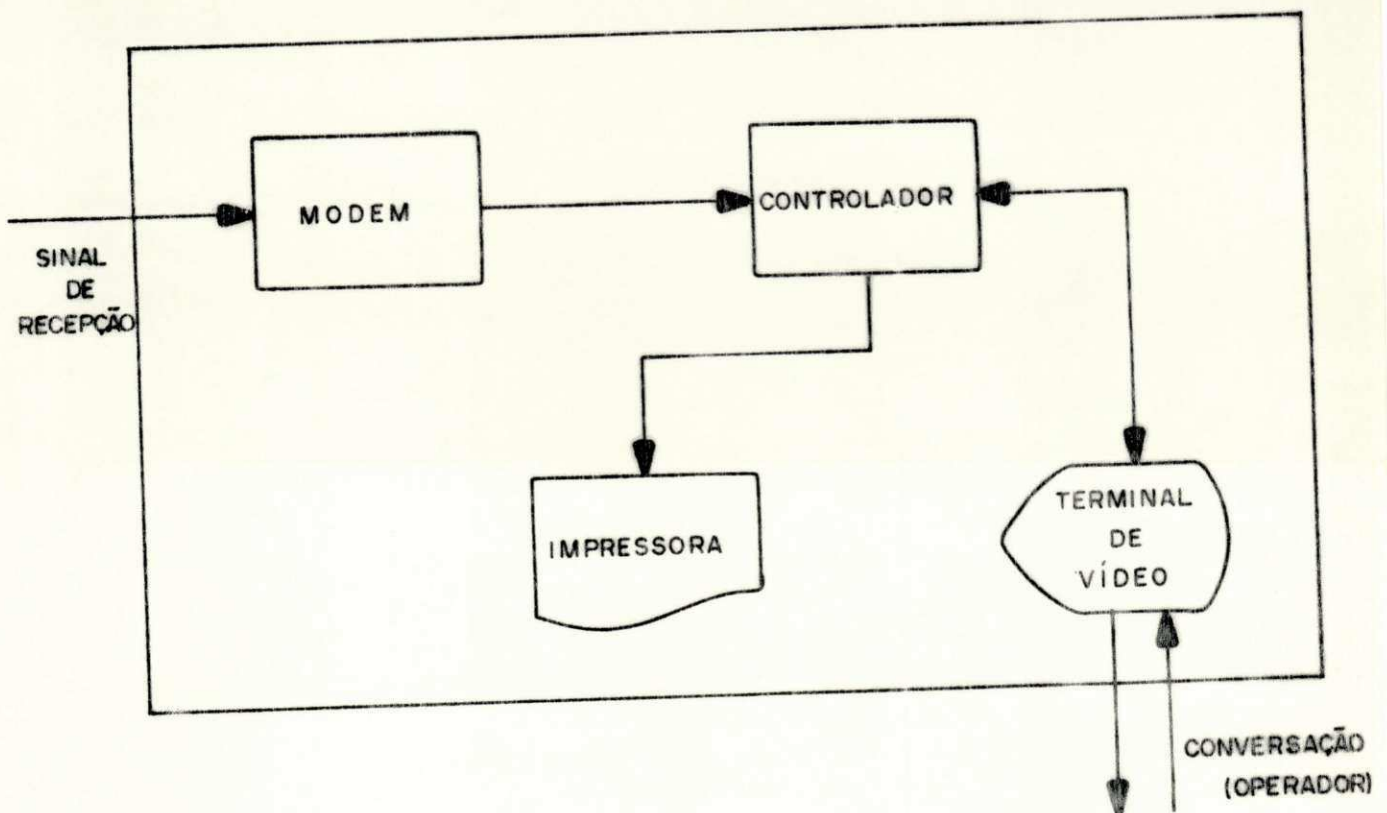 MODEM
CONTROLADOR
SINAL
DE
RECEPÇÃO
IMPRESSORA
TERMINAL
DE
VÍDEO
CONVERSAÇÃO
(OPERADOR)